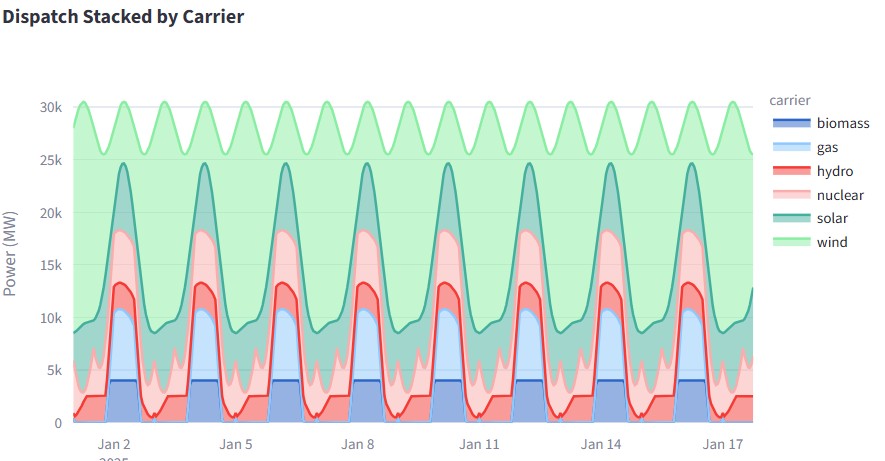 Dispatch Stacked by Carrier
Power (MW)
30k
25k
20k
15k
10k
5k
0
Jan 2
2025
Jan 5
Jan 8
Jan 11
Jan 14
Jan 17
carrier
biomass
gas
hydro
nuclear
solar
wind